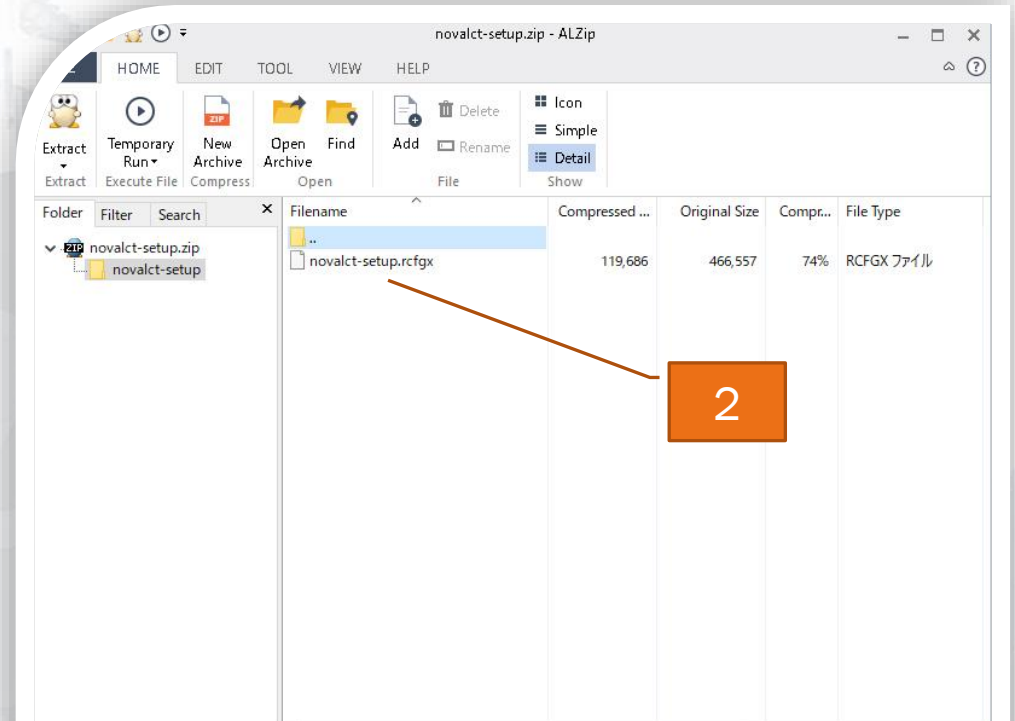 novalct-setup.zip - ALZip
HOME EDIT TOOL VIEW HELP
Extract
Temporary Run
New Archive
Open Archive
Find
Add
Delete
Rename
Icon
Simple
Detail
Extract Execute File Compress Open File Show
Folder Filter Search
Filename Compressed ... Original Size Compr... File Type
ZIP novalct-setup.zip
..
novalct-setup
novalct-setup.rcfgx 119,686 466,557 74% RCFGX ファイル
2